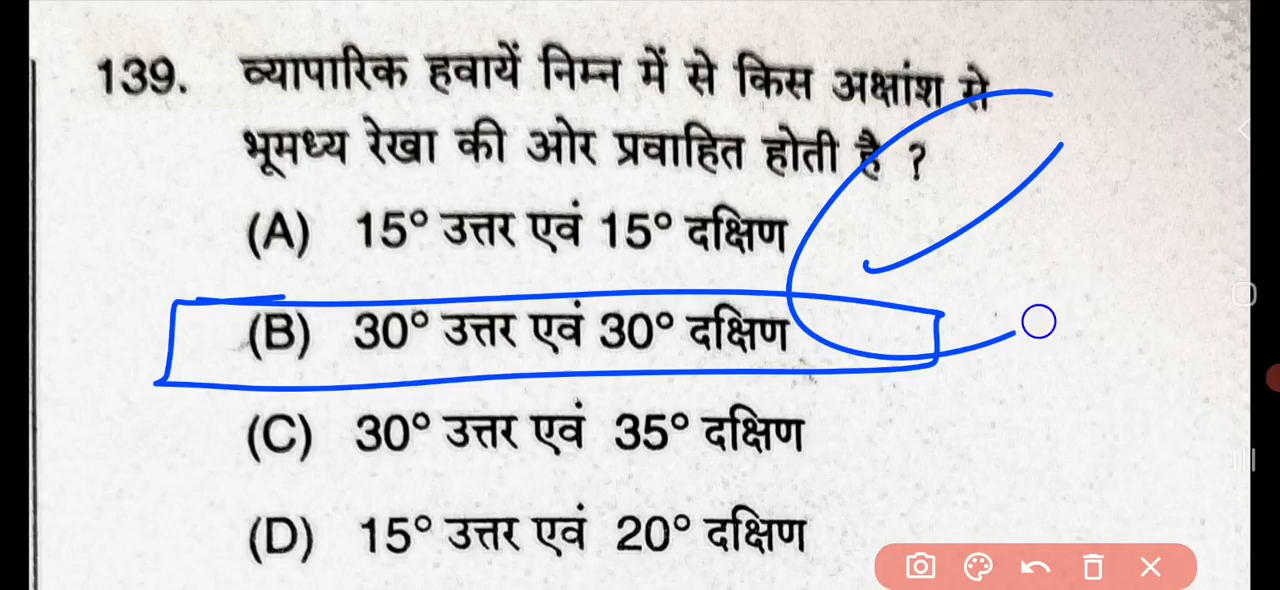 139. व्यापारिक हवायें निम्न में से किस अक्षांश से
भूमध्य रेखा की ओर प्रवाहित होती है ?
(A) 15° उत्तर एवं 15° दक्षिण
(B) 30° उत्तर एवं 30° दक्षिण
(C) 30° उत्तर एवं 35° दक्षिण
(D) 15° उत्तर एवं 20° दक्षिण